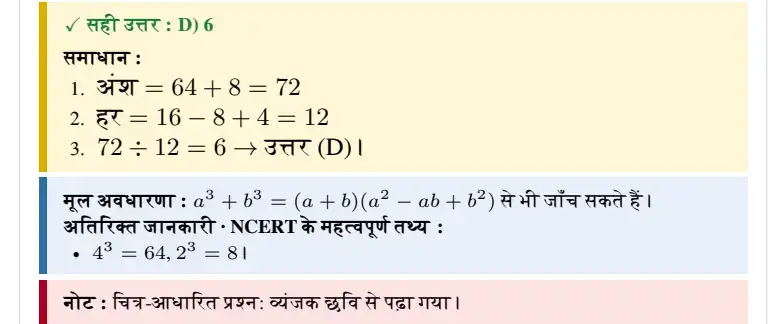 ✓ सही उत्तर : D) 6
समाधान :
1. अंश = 64 + 8 = 72
2. हर = 16 − 8 + 4 = 12
3. 72 ÷ 12 = 6 → उत्तर (D)।
मूल अवधारणा : a³ + b³ = (a + b)(a² − ab + b²) से भी जाँच सकते हैं।
अतिरिक्त जानकारी · NCERT के महत्वपूर्ण तथ्य :
• 4³ = 64, 2³ = 8।
नोट : चित्र-आधारित प्रश्न: व्यंजक छवि से पढ़ा गया।